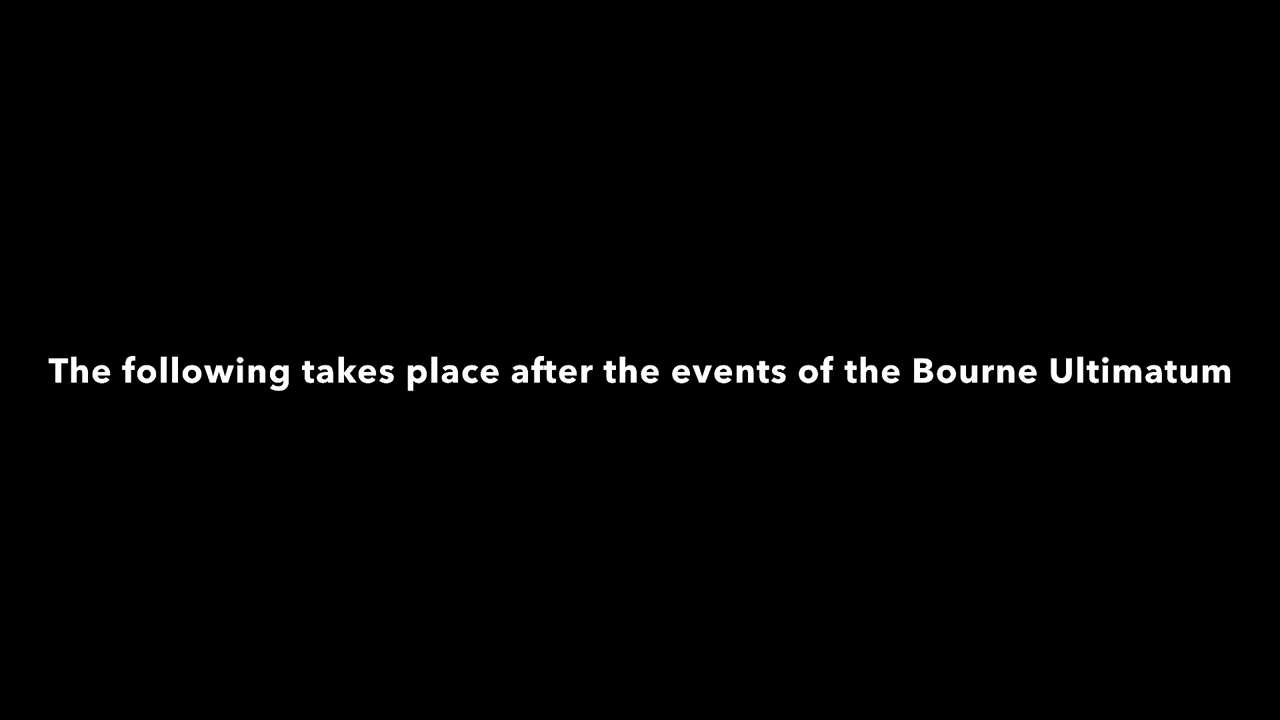 The following takes place after the events of the Bourne Ultimatum